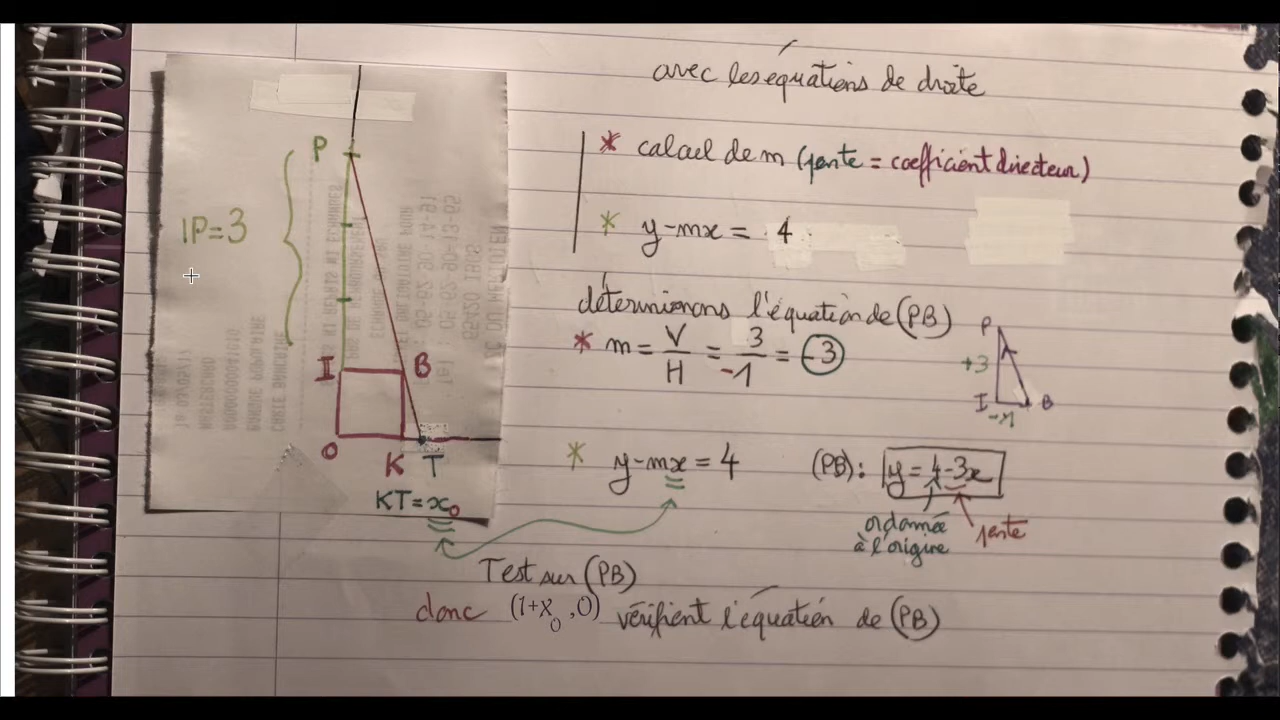 avec les équations de droite
P
* calcul de m (pente = coefficient directeur)
IP=3
* y-mx = 4
déterminons l'équation de (PB)
* m = V/H = 3/-1 = -3
P
+3
I
B
-1
I
B
O
K
T
* y-mx = 4
(PB): y = 4-3x
KT=x0
ordonnée
à l'origine
pente
T est sur (PB)
donc (1+x0,0) vérifient l'équation de (PB)